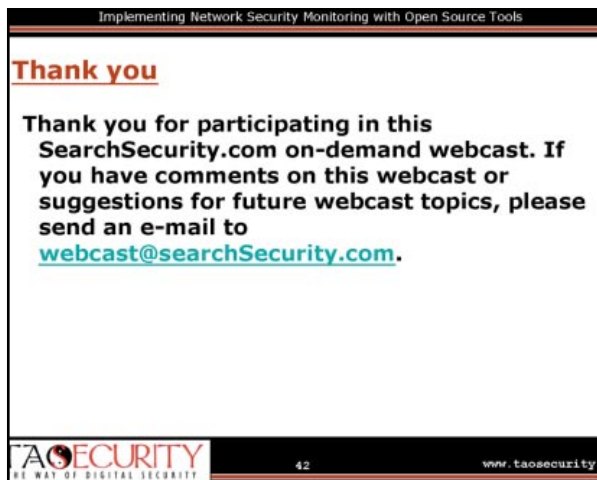 Implementing Network Security Monitoring with Open Source Tools
Thank you
Thank you for participating in this
SearchSecurity.com on-demand webcast. If
you have comments on this webcast or
suggestions for future webcast topics, please
send an e-mail to
webcast@searchSecurity.com.
TAOSECURITY
HE WAY OF DIGITAL SECURITY
42
www.taosecurity